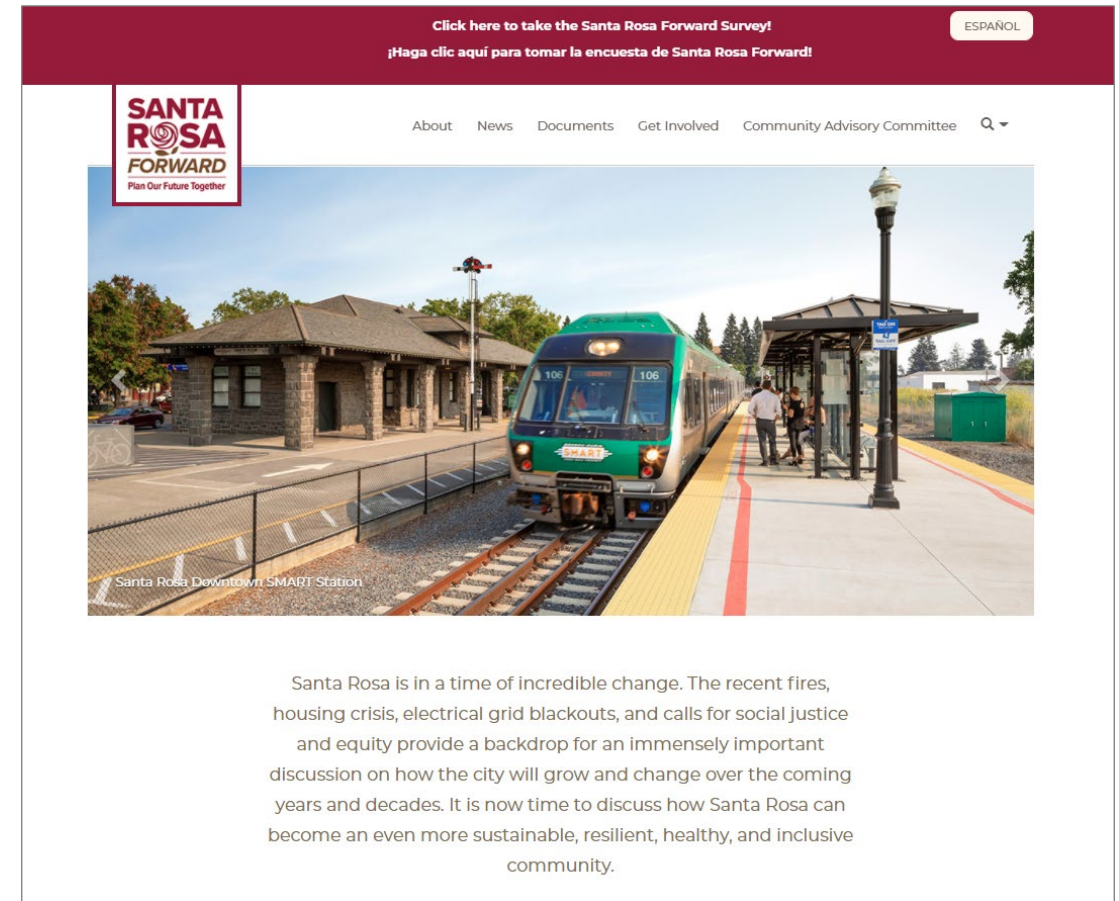 Click here to take the Santa Rosa Forward Survey!
ESPAÑOL
¡Haga clic aquí para tomar la encuesta de Santa Rosa Forward!
SANTA
ROSA
FORWARD
Plan Our Future Together
About News Documents Get Involved Community Advisory Committee
106 106
SMART
Santa Rosa Downtown SMART Station
Santa Rosa is in a time of incredible change. The recent fires,
housing crisis, electrical grid blackouts, and calls for social justice
and equity provide a backdrop for an immensely important
discussion on how the city will grow and change over the coming
years and decades. It is now time to discuss how Santa Rosa can
become an even more sustainable, resilient, healthy, and inclusive
community.